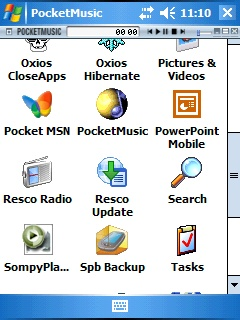 PocketMusic 11:10
POCKETMUSIC 00 00
Oxios Oxios Pictures &
CloseApps Hibernate Videos
Pocket MSN PocketMusic PowerPoint
Mobile
Resco Radio Resco Search
Update
SompyPla... Spb Backup Tasks